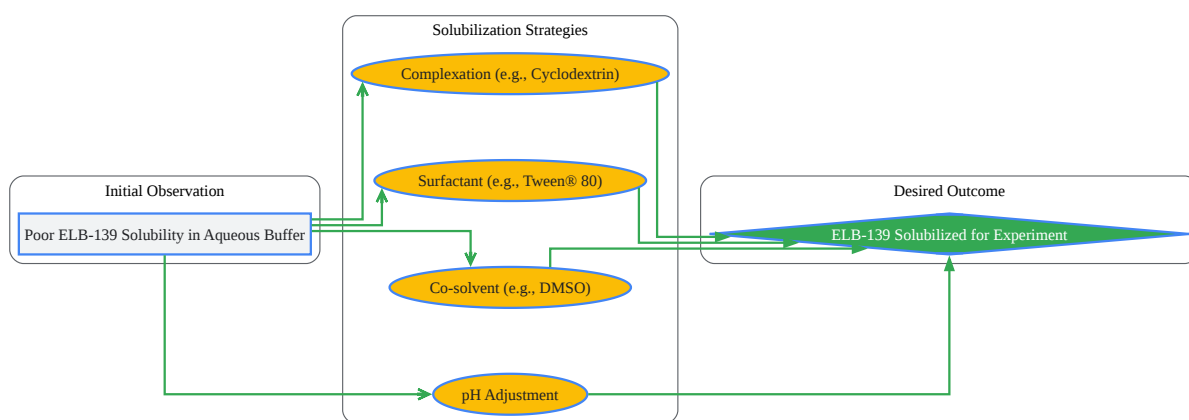 Solubilization Strategies
Complexation (e.g., Cyclodextrin)
Surfactant (e.g., Tween® 80)
Initial Observation
Desired Outcome
Poor ELB-139 Solubility in Aqueous Buffer
ELB-139 Solubilized for Experiment
Co-solvent (e.g., DMSO)
pH Adjustment